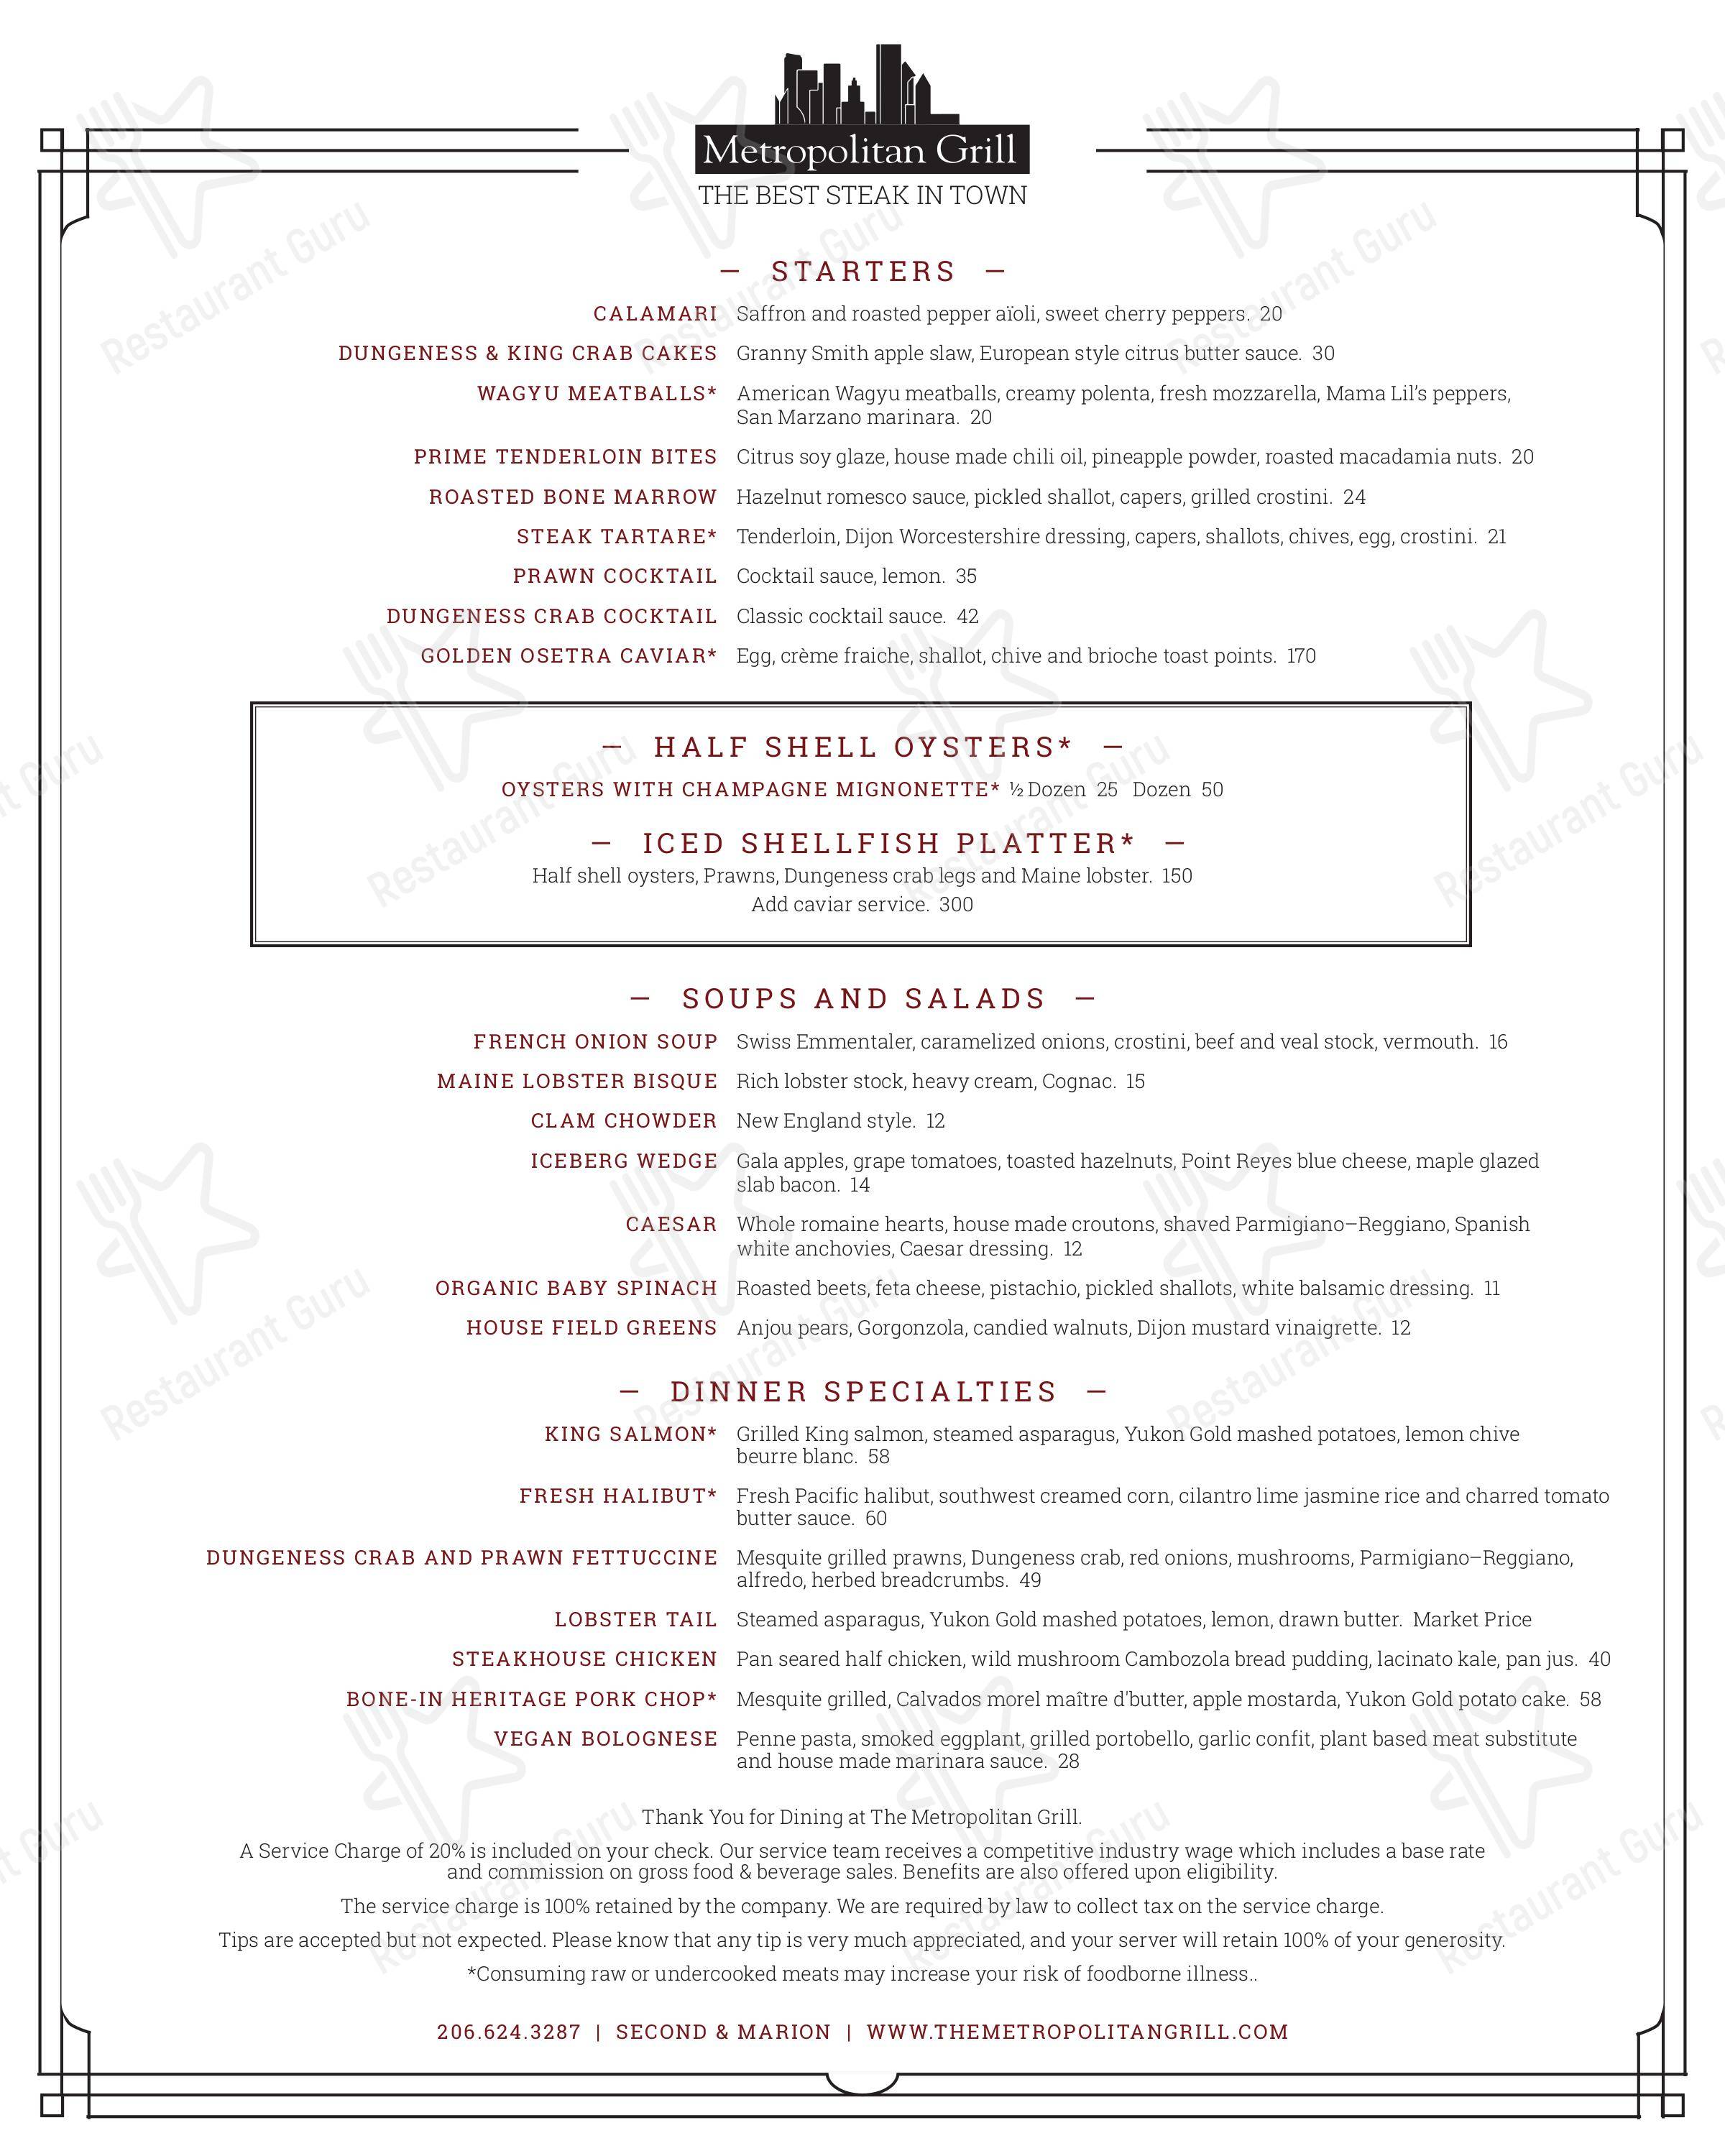 Metropolitan Grill
THE BEST STEAK IN TOWN
— STARTERS —
CALAMARI Saffron and roasted pepper aïoli, sweet cherry peppers. 20
DUNGENESS & KING CRAB CAKES Granny Smith apple slaw, European style citrus butter sauce. 30
WAGYU MEATBALLS* American Wagyu meatballs, creamy polenta, fresh mozzarella, Mama Lil's peppers,
San Marzano marinara. 20
PRIME TENDERLOIN BITES Citrus soy glaze, house made chili oil, pineapple powder, roasted macadamia nuts. 20
ROASTED BONE MARROW Hazelnut romesco sauce, pickled shallot, capers, grilled crostini. 24
STEAK TARTARE* Tenderloin, Dijon Worcestershire dressing, capers, shallots, chives, egg, crostini. 21
PRAWN COCKTAIL Cocktail sauce, lemon. 35
DUNGENESS CRAB COCKTAIL Classic cocktail sauce. 42
GOLDEN OSETRA CAVIAR* Egg, crème fraiche, shallot, chive and brioche toast points. 170
— HALF SHELL OYSTERS* —
OYSTERS WITH CHAMPAGNE MIGNONETTE* ½ Dozen 25 Dozen 50
— ICED SHELLFISH PLATTER* —
Half shell oysters, Prawns, Dungeness crab legs and Maine lobster. 150
Add caviar service. 300
— SOUPS AND SALADS —
FRENCH ONION SOUP Swiss Emmentaler, caramelized onions, crostini, beef and veal stock, vermouth. 16
MAINE LOBSTER BISQUE Rich lobster stock, heavy cream, Cognac. 15
CLAM CHOWDER New England style. 12
ICEBERG WEDGE Gala apples, grape tomatoes, toasted hazelnuts, Point Reyes blue cheese, maple glazed
slab bacon. 14
CAESAR Whole romaine hearts, house made croutons, shaved Parmigiano–Reggiano, Spanish
white anchovies, Caesar dressing. 12
ORGANIC BABY SPINACH Roasted beets, feta cheese, pistachio, pickled shallots, white balsamic dressing. 11
HOUSE FIELD GREENS Anjou pears, Gorgonzola, candied walnuts, Dijon mustard vinaigrette. 12
— DINNER SPECIALTIES —
KING SALMON* Grilled King salmon, steamed asparagus, Yukon Gold mashed potatoes, lemon chive
beurre blanc. 58
FRESH HALIBUT* Fresh Pacific halibut, southwest creamed corn, cilantro lime jasmine rice and charred tomato
butter sauce. 60
DUNGENESS CRAB AND PRAWN FETTUCCINE Mesquite grilled prawns, Dungeness crab, red onions, mushrooms, Parmigiano–Reggiano,
alfredo, herbed breadcrumbs. 49
LOBSTER TAIL Steamed asparagus, Yukon Gold mashed potatoes, lemon, drawn butter. Market Price
STEAKHOUSE CHICKEN Pan seared half chicken, wild mushroom Cambozola bread pudding, lacinato kale, pan jus. 40
BONE-IN HERITAGE PORK CHOP* Mesquite grilled, Calvados morel maître d'butter, apple mostarda, Yukon Gold potato cake. 58
VEGAN BOLOGNESE Penne pasta, smoked eggplant, grilled portobello, garlic confit, plant based meat substitute
and house made marinara sauce. 28
Thank You for Dining at The Metropolitan Grill.
A Service Charge of 20% is included on your check. Our service team receives a competitive industry wage which includes a base rate
and commission on gross food & beverage sales. Benefits are also offered upon eligibility.
The service charge is 100% retained by the company. We are required by law to collect tax on the service charge.
Tips are accepted but not expected. Please know that any tip is very much appreciated, and your server will retain 100% of your generosity.
*Consuming raw or undercooked meats may increase your risk of foodborne illness..
206.624.3287 | SECOND & MARION | WWW.THEMETROPOLITANGRILL.COM
Restaurant Guru
Restaurant Guru
Restaurant Guru
Restaurant Guru
Restaurant Guru
Restaurant Guru
Restaurant Guru
Restaurant Guru
Restaurant Guru
Restaurant Guru
Restaurant Guru
Restaurant Guru